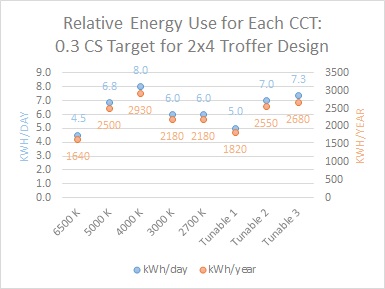 Relative Energy Use for Each CCT:
0.3 CS Target for 2x4 Troffer Design
KWH/DAY
9.0
8.0
7.0
6.0
5.0
4.0
3.0
2.0
1.0
0.0
4.5
6.8
8.0
6.0
6.0
5.0
7.0
7.3
1640
2500
2930
2180
2180
1820
2550
2680
3500
3000
2500
2000
1500
1000
500
0
KWH/YEAR
6500 K
5000 K
4000 K
3000 K
2700 K
Tunable 1
Tunable 2
Tunable 3
kWh/day
kWh/year